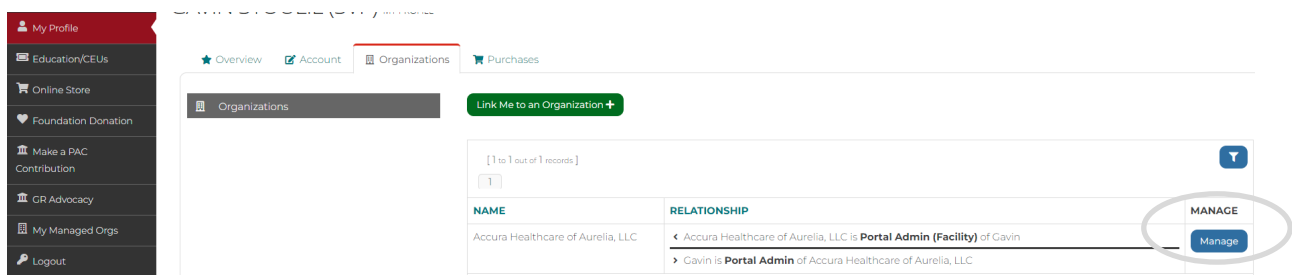 My Profile
Education/CEUs
Online Store
Foundation Donation
Make a PAC
Contribution
GR Advocacy
My Managed Orgs
Logout
Overview Account Organizations Purchases
Organizations
Link Me to an Organization +
[ 1 to 1 out of 1 records ]
1
NAME RELATIONSHIP MANAGE
Accura Healthcare of Aurelia, LLC < Accura Healthcare of Aurelia, LLC is Portal Admin (Facility) of Gavin Manage
> Gavin is Portal Admin of Accura Healthcare of Aurelia, LLC